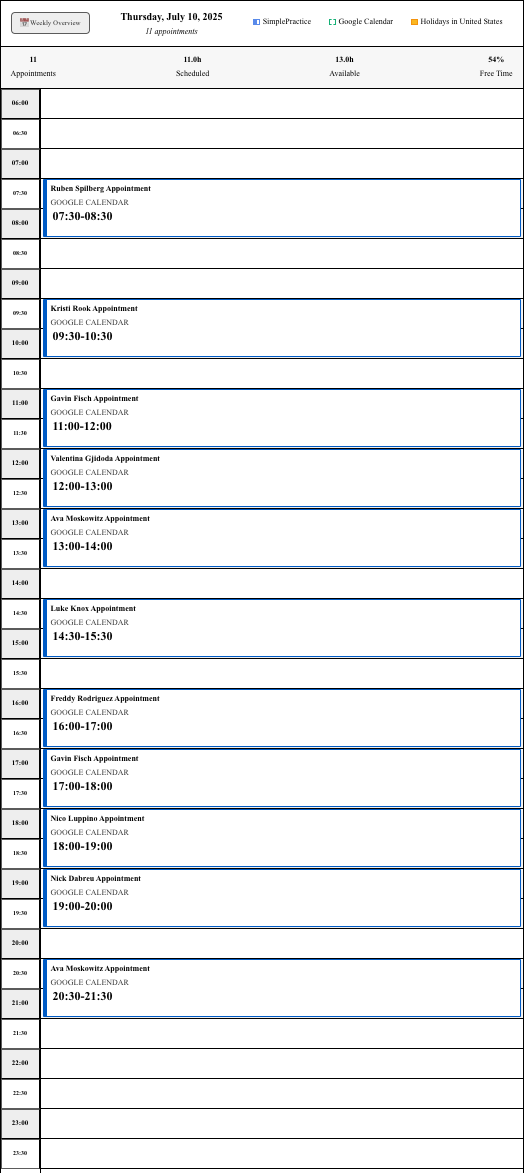 📆 Weekly Overview
Thursday, July 10, 2025
11 appointments
SimplePractice
Google Calendar
Holidays in United States
11
Appointments
11.0h
Scheduled
13.0h
Available
54%
Free Time
06:00
06:30
07:00
07:30
Ruben Spilberg Appointment
GOOGLE CALENDAR
07:30-08:30
08:00
08:30
09:00
09:30
Kristi Rook Appointment
GOOGLE CALENDAR
09:30-10:30
10:00
10:30
11:00
Gavin Fisch Appointment
GOOGLE CALENDAR
11:00-12:00
11:30
12:00
Valentina Gjidoda Appointment
GOOGLE CALENDAR
12:00-13:00
12:30
13:00
Ava Moskowitz Appointment
GOOGLE CALENDAR
13:00-14:00
13:30
14:00
14:30
Luke Knox Appointment
GOOGLE CALENDAR
14:30-15:30
15:00
15:30
16:00
Freddy Rodriguez Appointment
GOOGLE CALENDAR
16:00-17:00
16:30
17:00
Gavin Fisch Appointment
GOOGLE CALENDAR
17:00-18:00
17:30
18:00
Nico Luppino Appointment
GOOGLE CALENDAR
18:00-19:00
18:30
19:00
Nick Dabreu Appointment
GOOGLE CALENDAR
19:00-20:00
19:30
20:00
20:30
Ava Moskowitz Appointment
GOOGLE CALENDAR
20:30-21:30
21:00
21:30
22:00
22:30
23:00
23:30